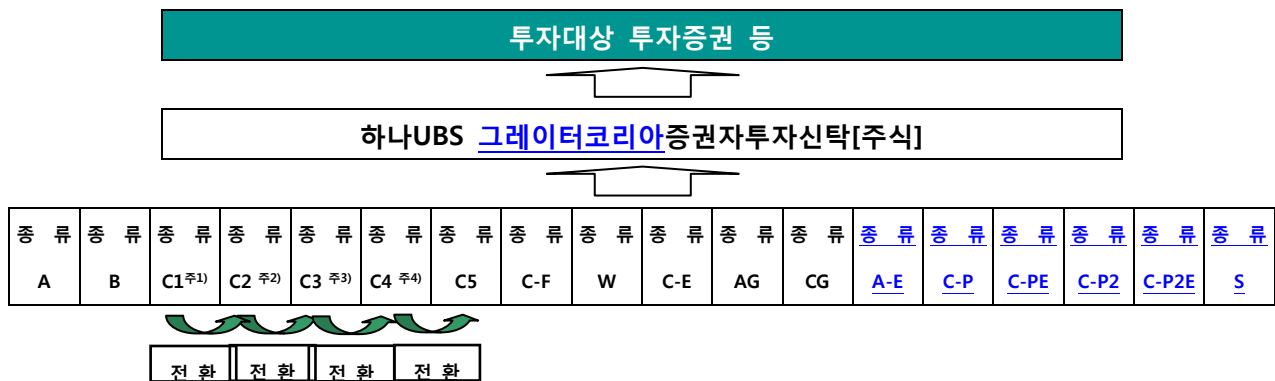 투자대상 투자증권 등
하나UBS 그레이터코리아증권자투자신탁[주식]
종 류 종 류 종 류 종 류 종 류 종 류 종 류 종 류 종 류 종 류 종 류 종 류 종 류 종 류 종 류 종 류 종 류 종 류
A B C1주1) C2 주2) C3 주3) C4 주4) C5 C-F W C-E AG CG A-E C-P C-PE C-P2 C-P2E S
전 환 전 환 전 환 전 환